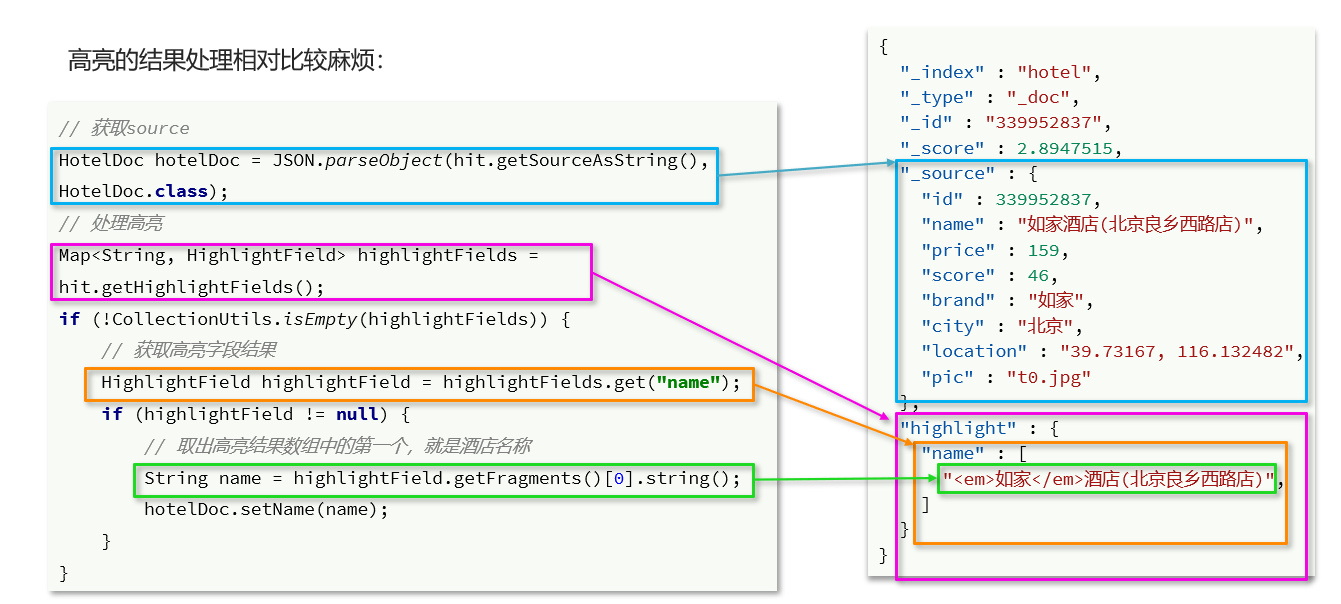 高亮的结果处理相对比较麻烦：
// 获取source
HotelDoc hotelDoc = JSON.parseObject(hit.getSourceAsString(),
HotelDoc.class);
// 处理高亮
Map<String, HighlightField> highlightFields =
hit.getHighlightFields();
if (!CollectionUtils.isEmpty(highlightFields)) {
    // 获取高亮字段结果
    HighlightField highlightField = highlightFields.get("name");
    if (highlightField != null) {
        // 取出高亮结果数组中的第一个，就是酒店名称
        String name = highlightField.getFragments()[0].string();
        hotelDoc.setName(name);
    }
}
{
  "_index" : "hotel",
  "_type" : "_doc",
  "_id" : "339952837",
  "_score" : 2.8947515,
  "_source" : {
    "id" : 339952837,
    "name" : "如家酒店(北京良乡西路店)",
    "price" : 159,
    "score" : 46,
    "brand" : "如家",
    "city" : "北京",
    "location" : "39.73167, 116.132482",
    "pic" : "t0.jpg"
  },
  "highlight" : {
    "name" : [
      "<em>如家</em>酒店(北京良乡西路店)",
    ]
  }
}